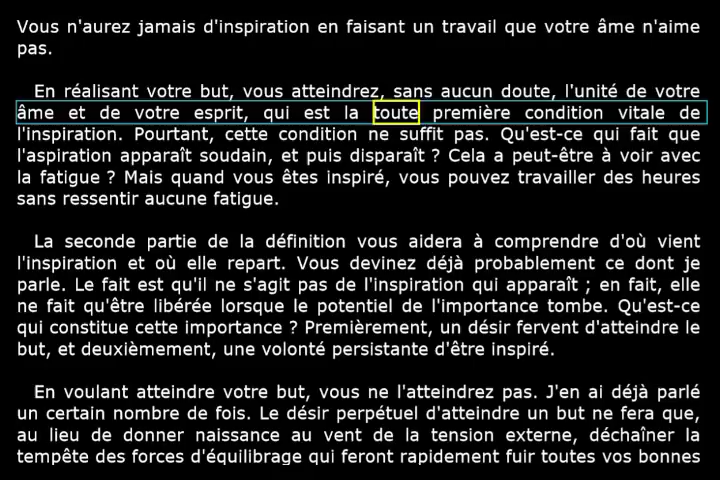 Vous n'aurez jamais d'inspiration en faisant un travail que votre âme n'aime
pas.
En réalisant votre but, vous atteindrez, sans aucun doute, l'unité de votre
âme et de votre esprit, qui est la toute première condition vitale de
l'inspiration. Pourtant, cette condition ne suffit pas. Qu'est-ce qui fait que
l'aspiration apparaît soudain, et puis disparaît ? Cela a peut-être à voir avec
la fatigue ? Mais quand vous êtes inspiré, vous pouvez travailler des heures
sans ressentir aucune fatigue.
La seconde partie de la définition vous aidera à comprendre d'où vient
l'inspiration et où elle repart. Vous devinez déjà probablement ce dont je
parle. Le fait est qu'il ne s'agit pas de l'inspiration qui apparaît ; en fait, elle
ne fait qu'être libérée lorsque le potentiel de l'importance tombe. Qu'est-ce
qui constitue cette importance ? Premièrement, un désir fervent d'atteindre le
but, et deuxièmement, une volonté persistante d'être inspiré.
En voulant atteindre votre but, vous ne l'atteindrez pas. J'en ai déjà parlé
un certain nombre de fois. Le désir perpétuel d'atteindre un but ne fera que,
au lieu de donner naissance au vent de la tension externe, déchaîner la
tempête des forces d'équilibrage qui feront rapidement fuir toutes vos bonnes